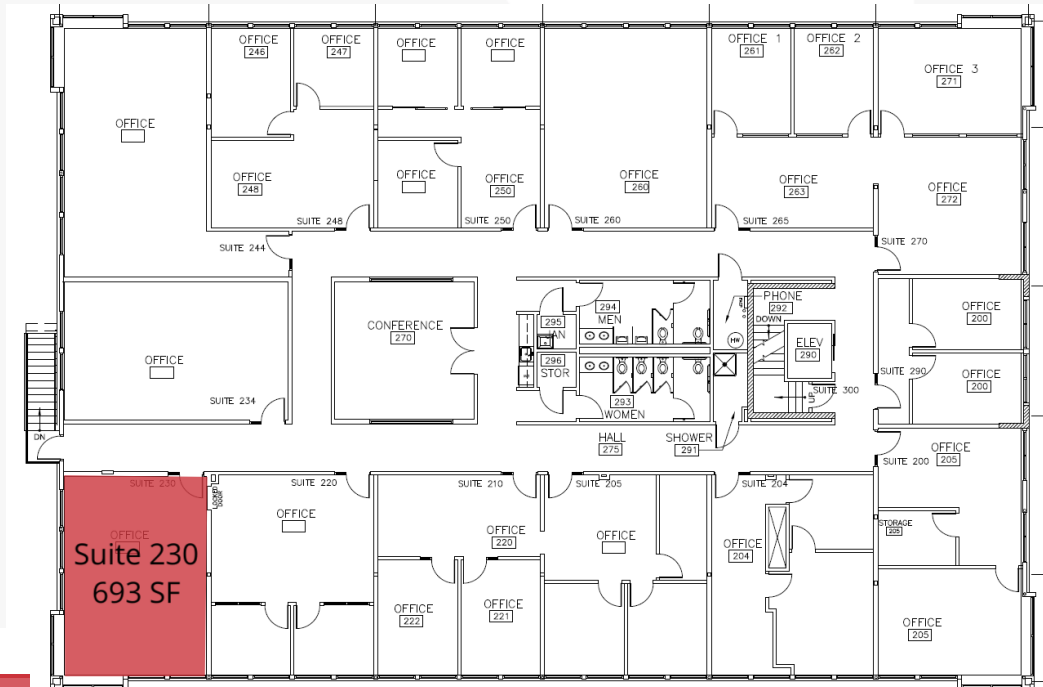 OFFICE
246
OFFICE
247
OFFICE
OFFICE
OFFICE 1
261
OFFICE 2
262
OFFICE 3
271
OFFICE
OFFICE
248
OFFICE
OFFICE
250
OFFICE
260
OFFICE
263
OFFICE
272
SUITE 248
SUITE 250
SUITE 260
SUITE 265
SUITE 244
SUITE 270
CONFERENCE
270
295
JAN
294
MEN
PHONE
292
DOWN
HW
ELEV
290
OFFICE
200
OFFICE
296
STOR
293
WOMEN
UP
SUITE 300
SUITE 290
OFFICE
200
SUITE 234
DN
HALL
275
SHOWER
291
SUITE 200
OFFICE
205
SUITE 230
LOCKED
DOOR
SUITE 220
SUITE 210
SUITE 205
SUITE 204
OFFICE
OFFICE
220
OFFICE
OFFICE
204
STORAGE
205
Suite 230
693 SF
OFFICE
222
OFFICE
221
OFFICE
205